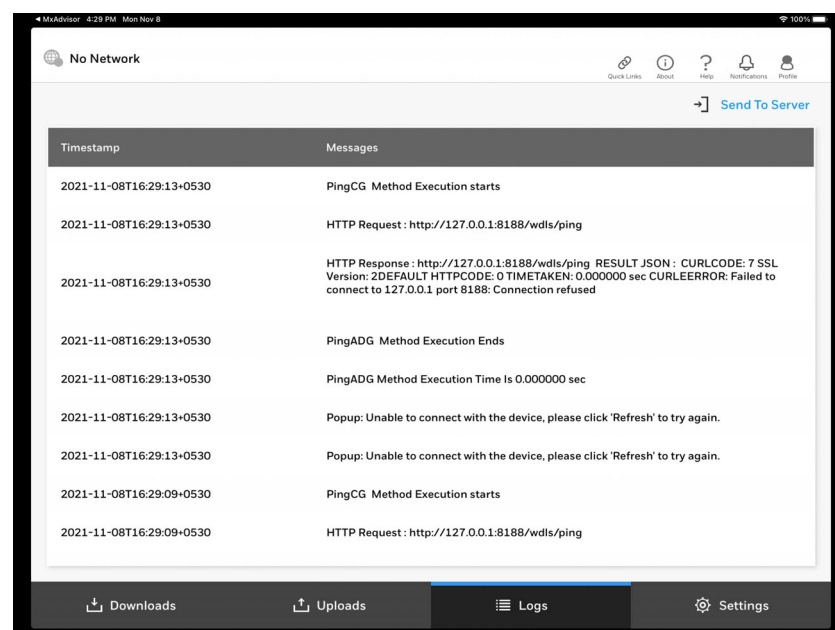 MxAdvisor 4:29 PM Mon Nov 8 100%
No Network
Quick Links About Help Notifications Profile
Send To Server
Timestamp Messages
2021-11-08T16:29:13+0530 PingCG Method Execution starts
2021-11-08T16:29:13+0530 HTTP Request : http://127.0.0.1:8188/wdls/ping
2021-11-08T16:29:13+0530 HTTP Response : http://127.0.0.1:8188/wdls/ping RESULT JSON : CURLCODE: 7 SSL
Version: 2DEFAULT HTTPCODE: 0 TIMETAKEN: 0.000000 sec CURLEERROR: Failed to
connect to 127.0.0.1 port 8188: Connection refused
2021-11-08T16:29:13+0530 PingADG Method Execution Ends
2021-11-08T16:29:13+0530 PingADG Method Execution Time Is 0.000000 sec
2021-11-08T16:29:13+0530 Popup: Unable to connect with the device, please click 'Refresh' to try again.
2021-11-08T16:29:13+0530 Popup: Unable to connect with the device, please click 'Refresh' to try again.
2021-11-08T16:29:09+0530 PingCG Method Execution starts
2021-11-08T16:29:09+0530 HTTP Request : http://127.0.0.1:8188/wdls/ping
Downloads Uploads Logs Settings